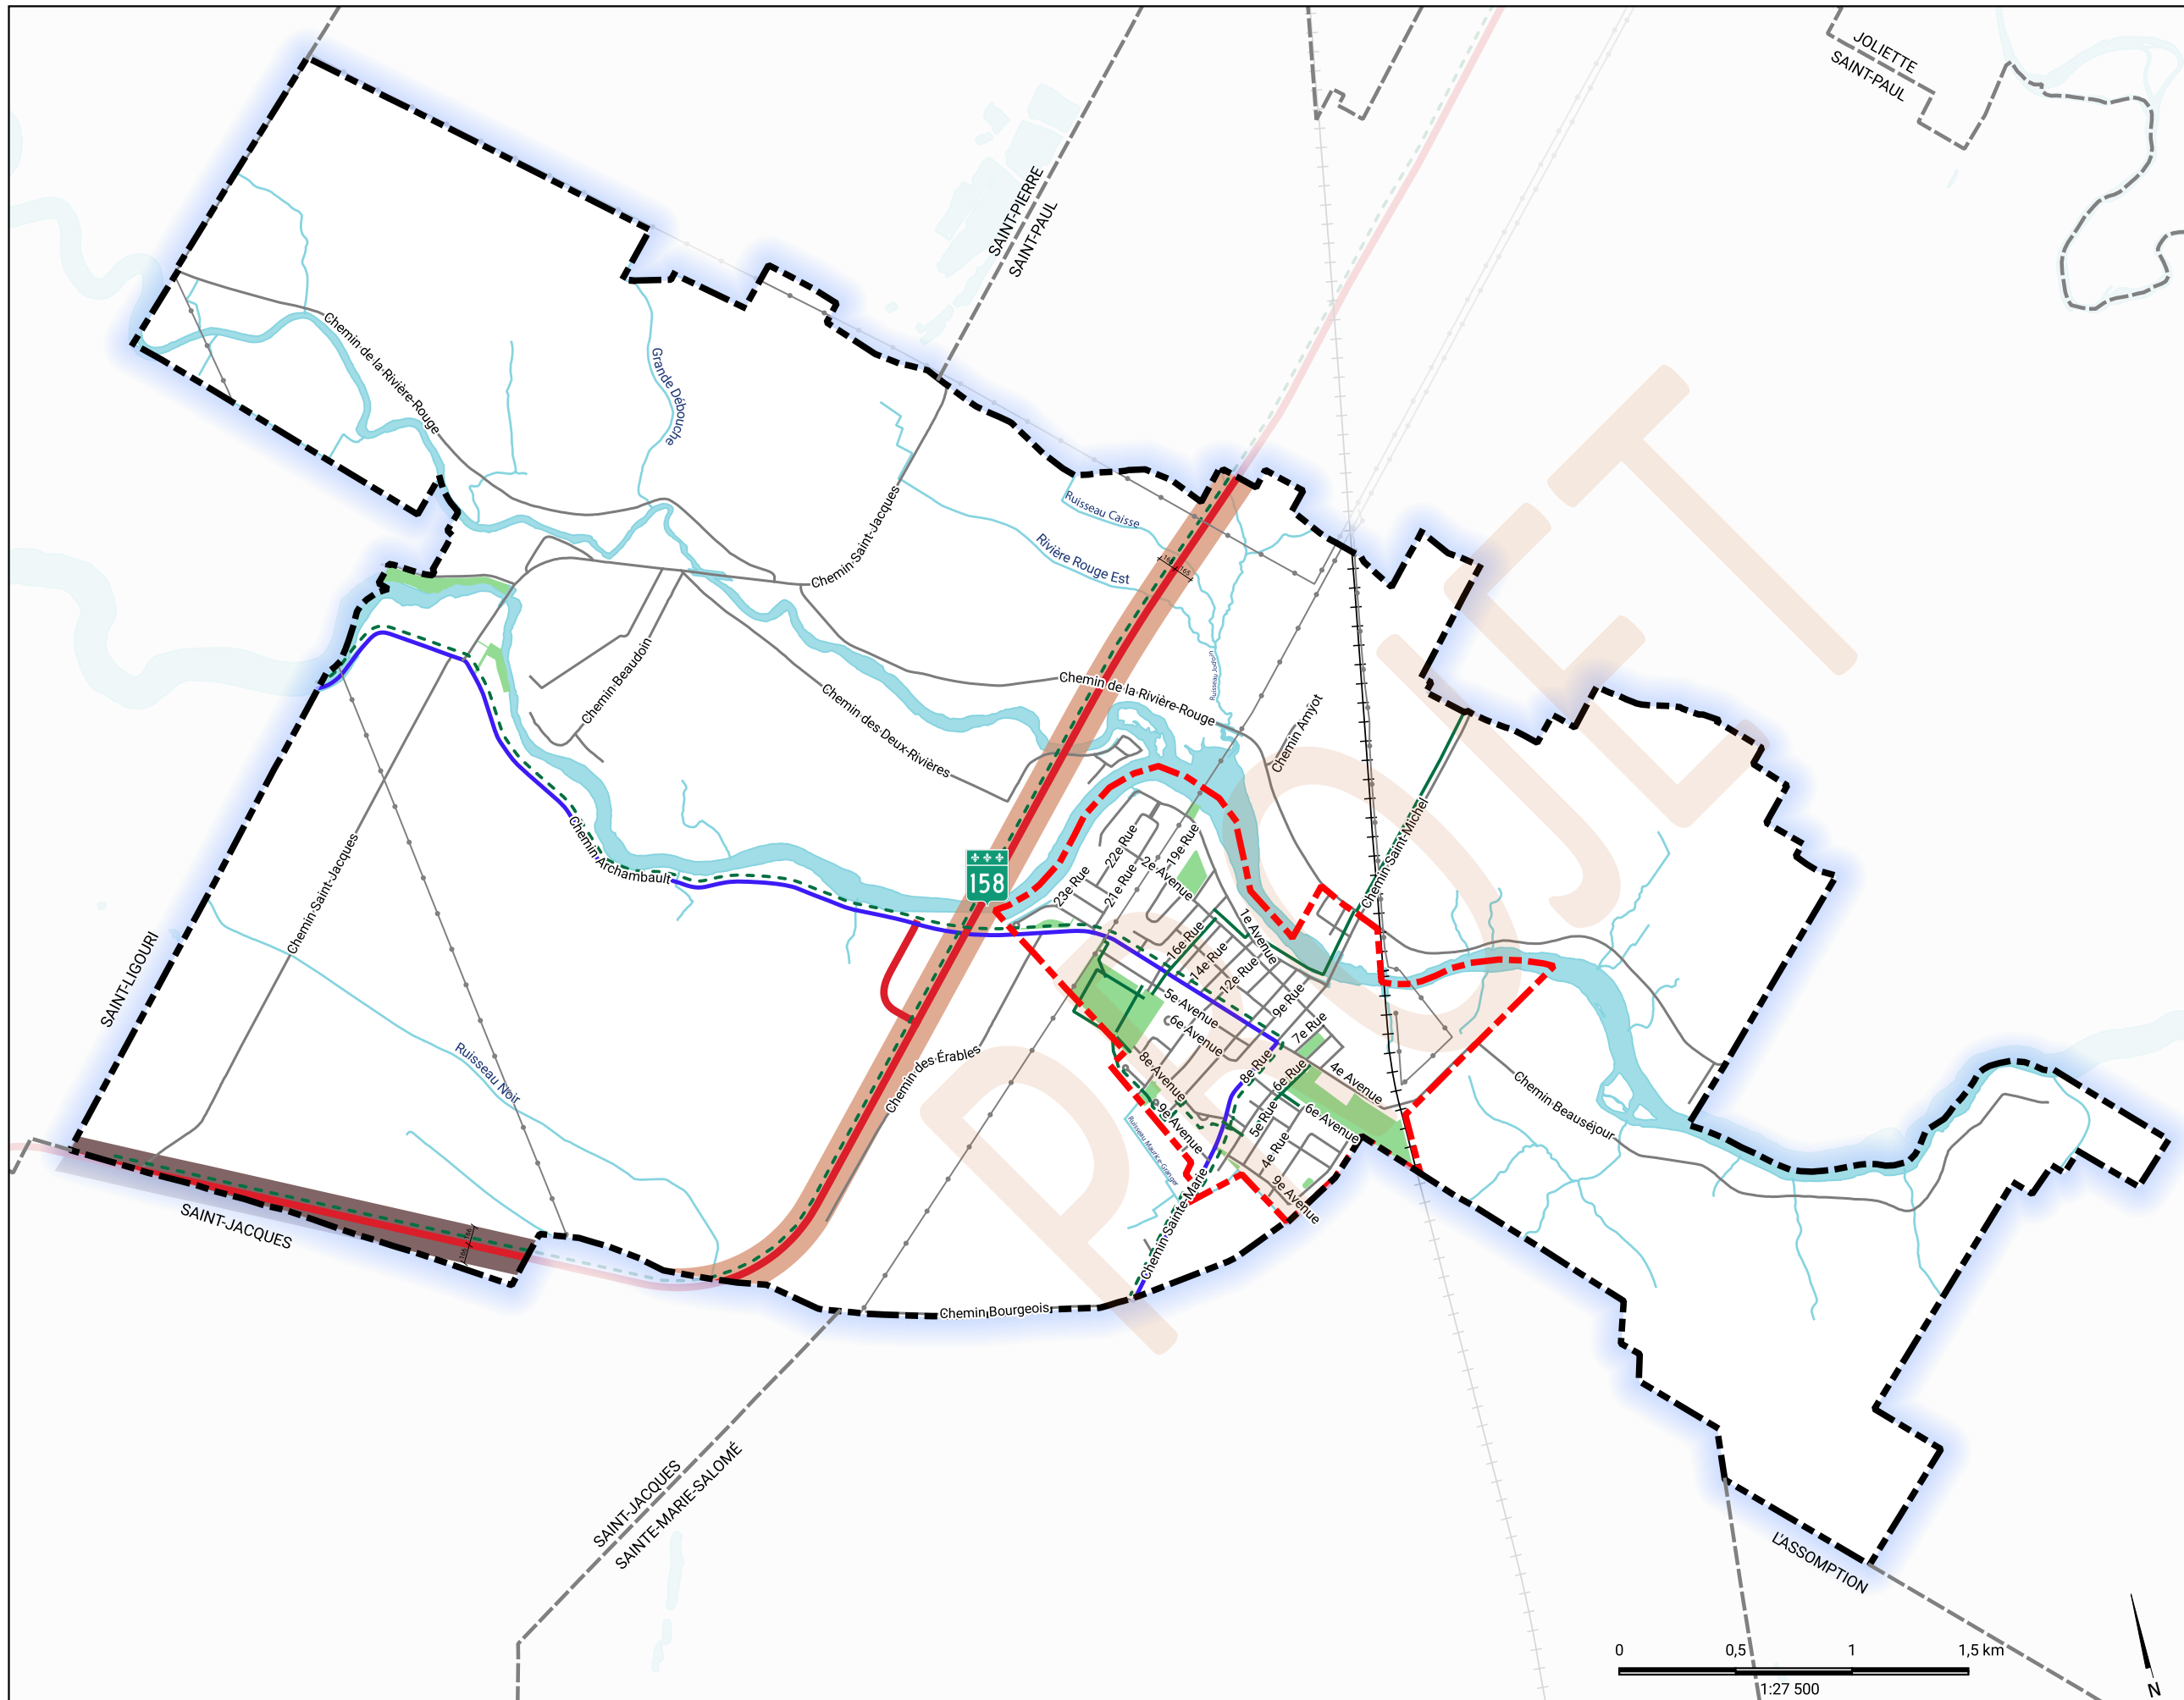 JOLIETTE
SAINT-PAUL
SAINT-PIERRE
SAINT-PAUL
Chemin de la Rivière-Rouge
Grande Débouche
Ruisseau Caisse
Rivière Rouge Est
Chemin Saint-Jacques
Chemin Beaudoin
Chemin des Deux-Rivières
Chemin de la Rivière-Rouge
Chemin Amyot
Chemin Saint-Michel
158
Chemin Archambault
Chemin Saint-Jacques
SAINT-LIGOURI
Ruisseau Noir
23e Rue
22e Rue
21e Rue
2e Avenue
19e Rue
1e Avenue
16e Rue
14e Rue
12e Rue
9e Rue
7e Rue
5e Avenue
6e Avenue
8e Avenue
9e Avenue
8e Rue
6e Rue
5e Rue
4e Rue
4e Avenue
6e Avenue
9e Avenue
Chemin des Érables
Chemin Sainte-Marie
Chemin Bourgeois
Chemin Beauséjour
SAINT-JACQUES
SAINT-JACQUES
SAINTE-MARIE-SALOMÉ
L'ASSOMPTION
PROJET
0 0,5 1 1,5 km
1:27 500
N